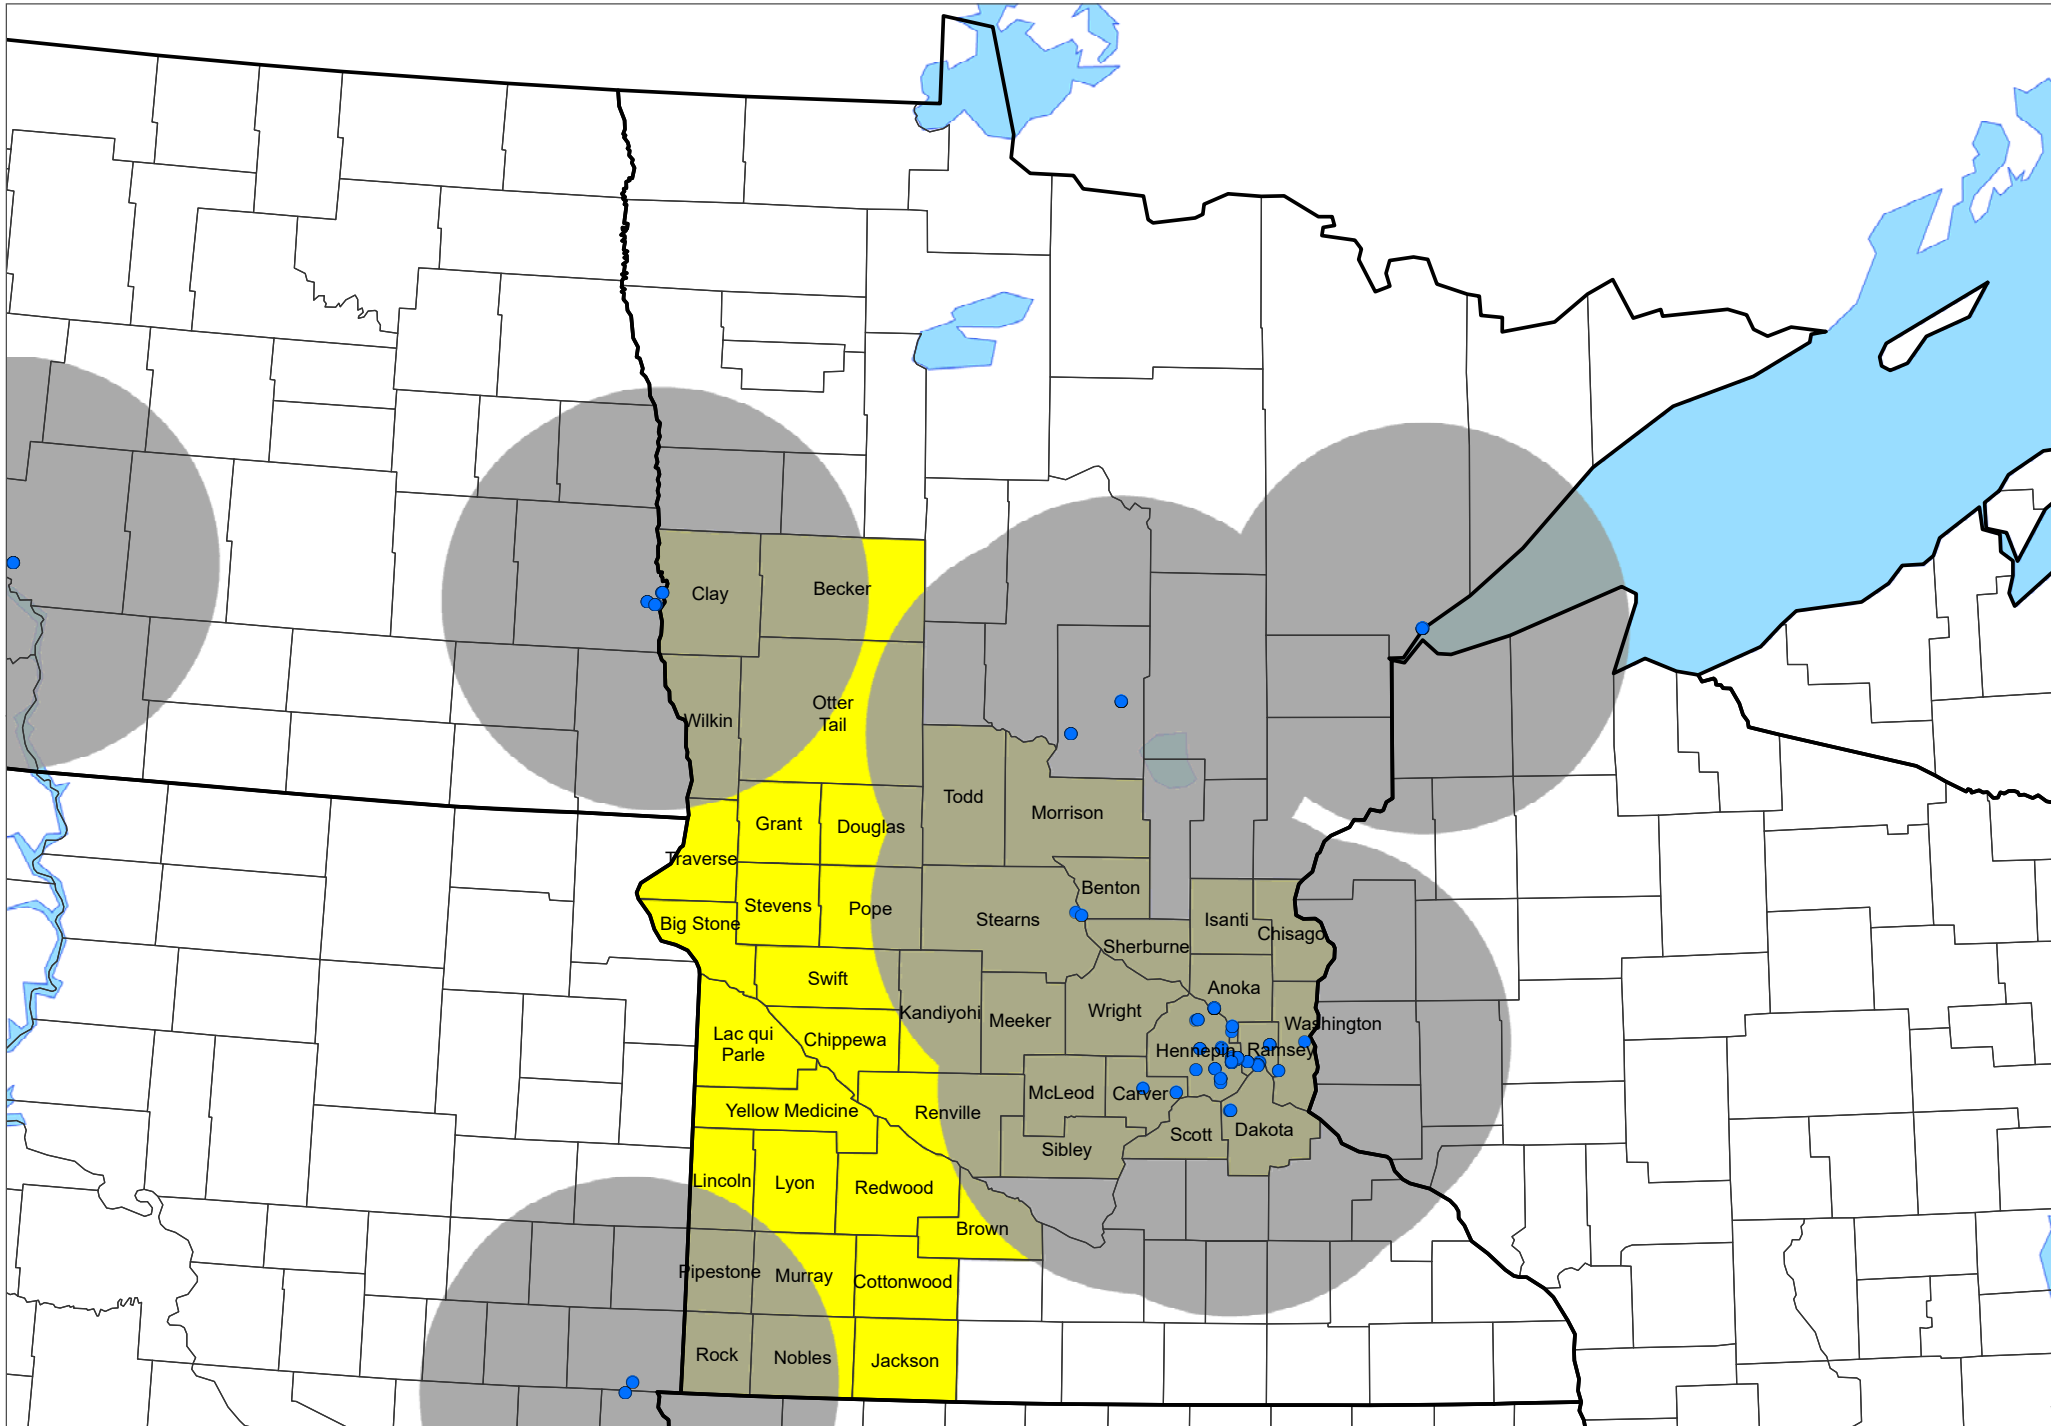 Clay
Becker
Otter
Tail
Wilkin
Todd
Morrison
Grant
Douglas
Traverse
Benton
Stevens
Pope
Stearns
Isanti
Big Stone
Chisago
Sherburne
Swift
Anoka
Kandiyohi
Meeker
Wright
Washington
Lac qui
Parle
Chippewa
Hennepin
Ramsey
McLeod
Carver
Yellow Medicine
Renville
Scott
Dakota
Sibley
Lincoln
Lyon
Redwood
Brown
Pipestone
Murray
Cottonwood
Rock
Nobles
Jackson